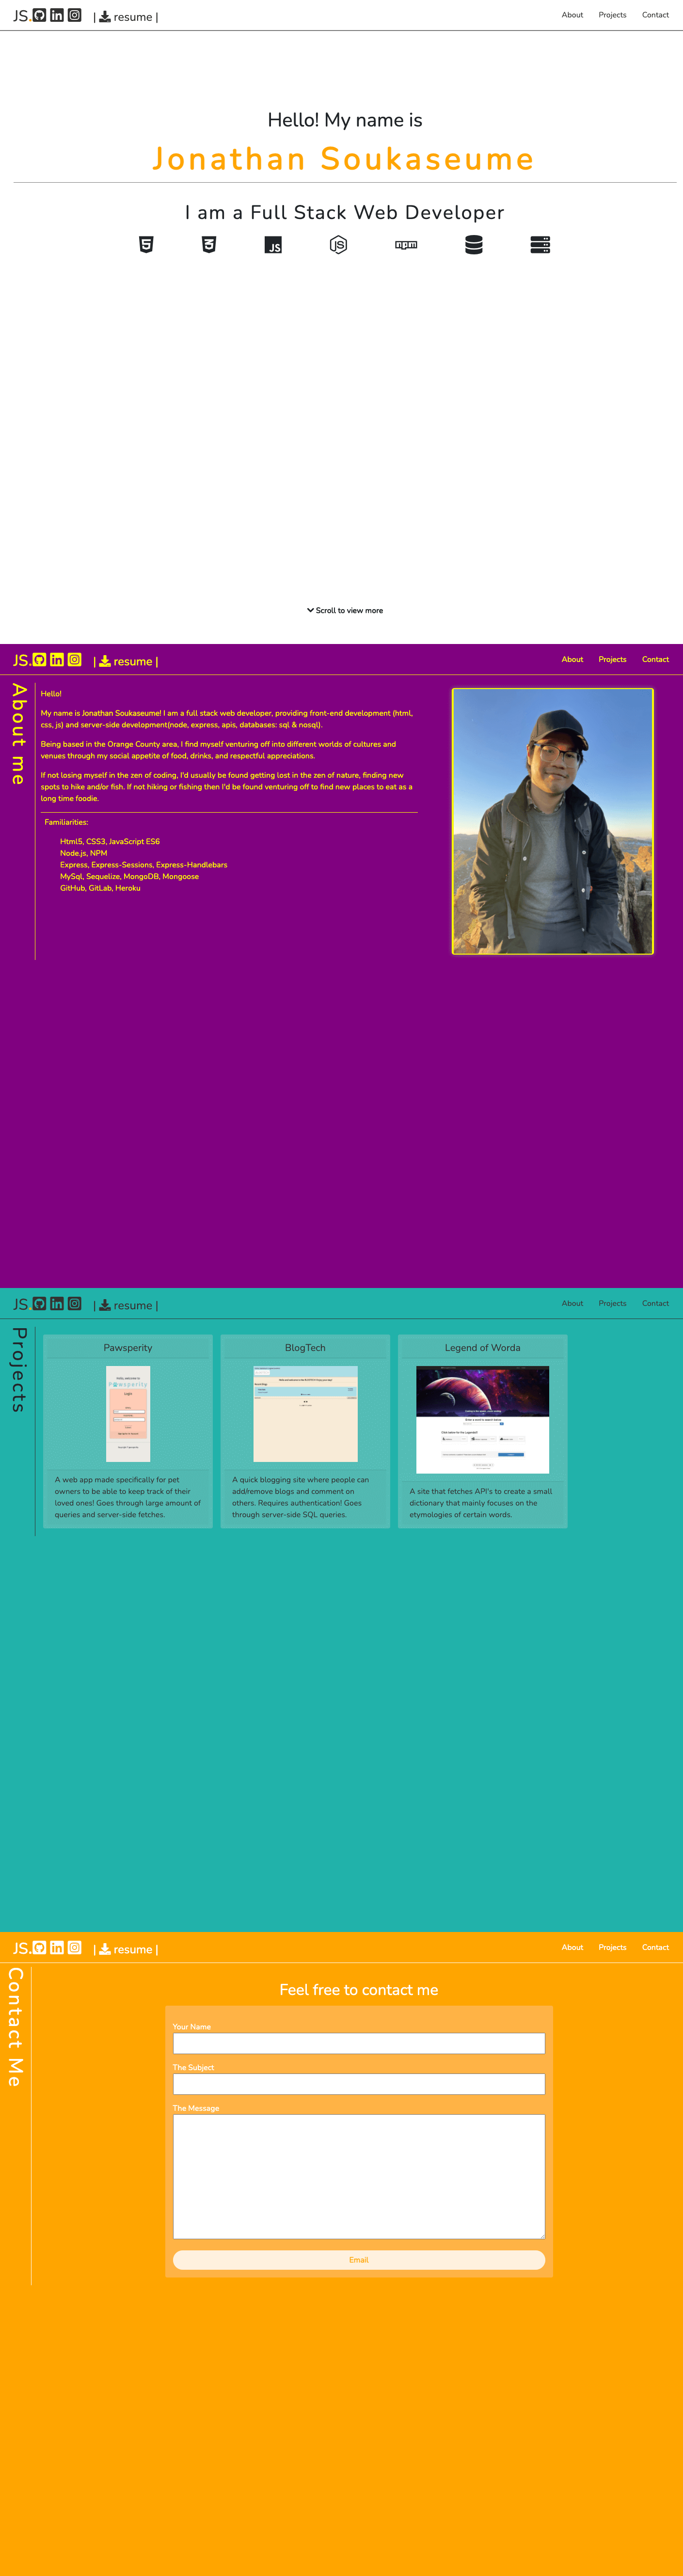 JS. | resume | About Projects Contact
Hello! My name is
Jonathan Soukaseume
I am a Full Stack Web Developer
JS
npm
Scroll to view more
JS. | resume | About Projects Contact
About me
Hello!
My name is Jonathan Soukaseume! I am a full stack web developer, providing front-end development (html,
css, js) and server-side development(node, express, apis, databases: sql & nosql).
Being based in the Orange County area, I find myself venturing off into different worlds of cultures and
venues through my social appetite of food, drinks, and respectful appreciations.
If not losing myself in the zen of coding, I'd usually be found getting lost in the zen of nature, finding new
spots to hike and/or fish. If not hiking or fishing then I'd be found venturing off to find new places to eat as a
long time foodie.
Familiarities:
Html5, CSS3, JavaScript ES6
Node.js, NPM
Express, Express-Sessions, Express-Handlebars
MySql, Sequelize, MongoDB, Mongoose
GitHub, GitLab, Heroku
JS. | resume | About Projects Contact
Projects
Pawsperity
Pawsperity
Login
A web app made specifically for pet
owners to be able to keep track of their
loved ones! Goes through large amount of
queries and server-side fetches.
BlogTech
A quick blogging site where people can
add/remove blogs and comment on
others. Requires authentication! Goes
through server-side SQL queries.
Legend of Worda
A site that fetches API's to create a small
dictionary that mainly focuses on the
etymologies of certain words.
JS. | resume | About Projects Contact
Contact Me
Feel free to contact me
Your Name
The Subject
The Message
Email